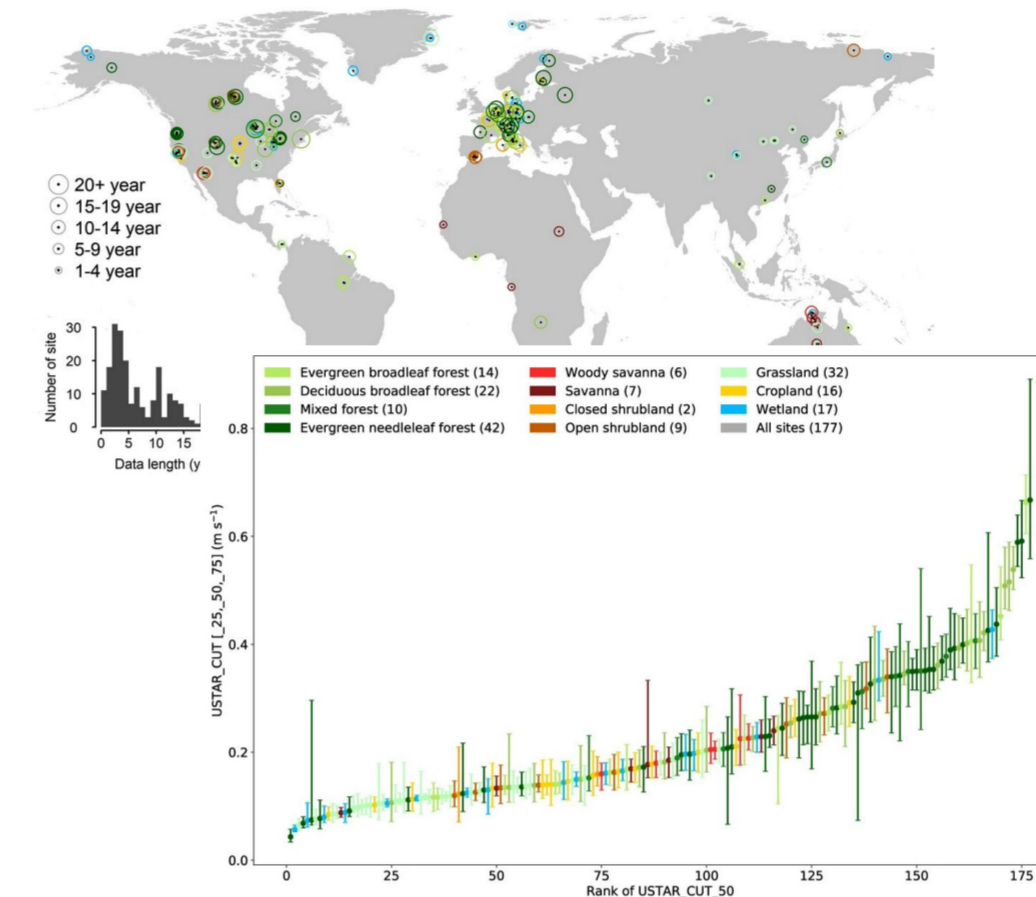 20+ year
15-19 year
10-14 year
5-9 year
1-4 year
Number of site
30
20
10
0
0 5 10 15
Data length (y
Evergreen broadleaf forest (14)
Deciduous broadleaf forest (22)
Mixed forest (10)
Evergreen needleleaf forest (42)
Woody savanna (6)
Savanna (7)
Closed shrubland (2)
Open shrubland (9)
Grassland (32)
Cropland (16)
Wetland (17)
All sites (177)
USTAR_CUT [_25,_50,_75] (m s⁻¹)
0.8
0.6
0.4
0.2
0.0
0 25 50 75 100 125 150 175
Rank of USTAR_CUT_50